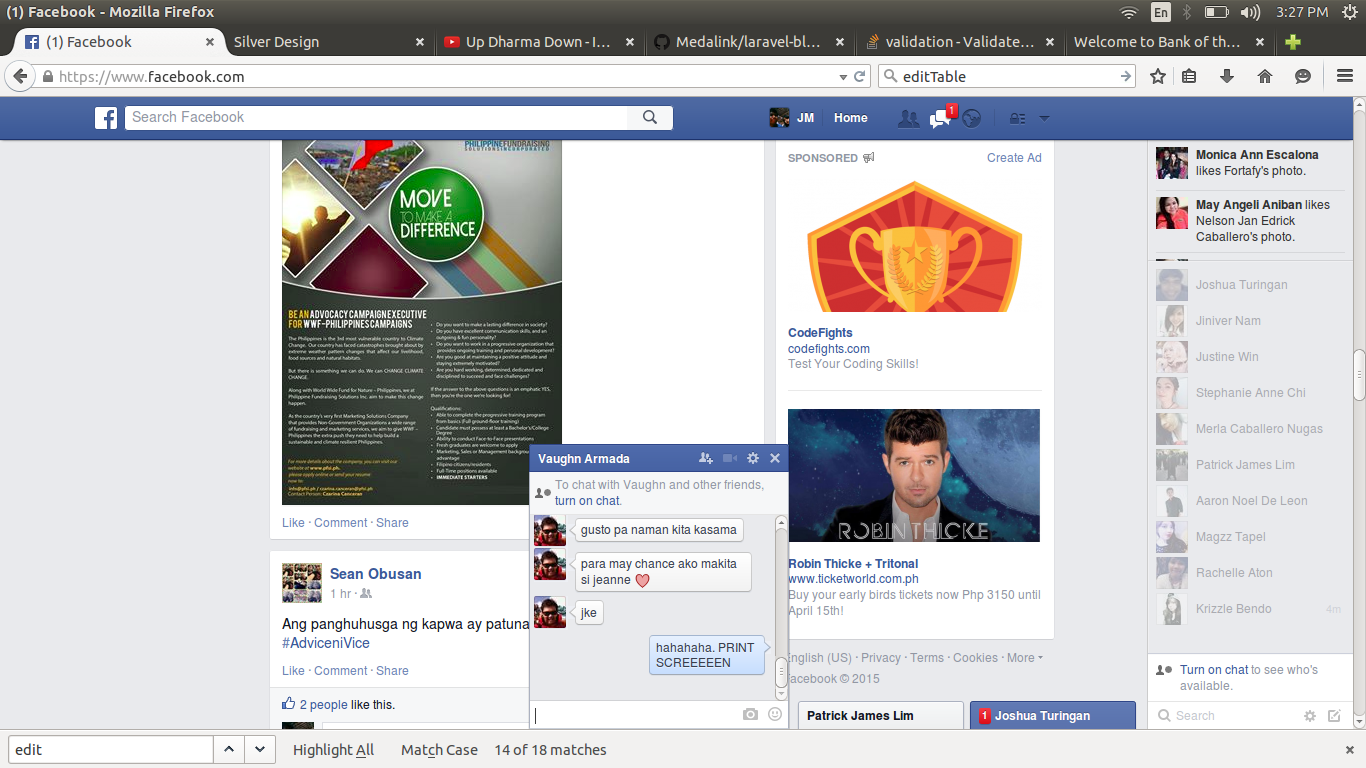 (1) Facebook - Mozilla Firefox
En
3:27 PM
(1) Facebook
Silver Design
Up Dharma Down - I...
Medalink/laravel-bl...
validation - Validate...
Welcome to Bank of th...
https://www.facebook.com
editTable
Search Facebook
JM
Home
1
PHILIPPINE FUNDRAISING
SOLUTIONS INCORPORATED
MOVE
TO MAKE A
DIFFERENCE
BE AN ADVOCACY CAMPAIGN EXECUTIVE
FOR WWF-PHILIPPINES CAMPAIGNS
The Philippines is the 3rd most vulnerable country to Climate
Change. Our country has faced catastrophes brought about by
extreme weather pattern changes that affect our livelihood,
food sources and natural habitats.
But there is something we can do. We can CHANGE CLIMATE
CHANGE.
Along with World Wide Fund for Nature - Philippines, we at
Philippine Fundraising Solutions Inc. aim to make this change
happen.
As the country's very first Marketing Solutions Company
that provides Non-Government Organizations a wide range
of fundraising and marketing services, we aim to give WWF -
Philippines the extra push they need to help build a
sustainable and climate resilient Philippines.
For more details about the company, you can visit our
website at www.pfsi.ph.
please apply online or send your resume
now to
info@pfsi.ph / czarina.canceran@pfsi.ph
Contact Person: Czarina Canceran
• Do you want to make a lasting difference in society?
• Do you have excellent communication skills, and an
outgoing & fun personality?
• Do you want to work in a progressive organization that
provides ongoing training and personal development?
• Are you good at maintaining a positive attitude and
staying extremely motivated?
• Are you hard working, determined, dedicated and
disciplined to succeed and face challenges?
If the answer to the above questions is an emphatic YES,
then you're the one we're looking for!
Qualifications:
• Able to complete the progressive training program
from basics (Full ground-floor training)
• Candidate must possess at least a Bachelor's/College
Degree
• Ability to conduct Face-to-Face presentations
• Fresh graduates are welcome to apply
• Marketing, Sales or Management backgrou
advantage
• Filipino citizens/residents
• Full-Time positions available
• IMMEDIATE STARTERS
Like · Comment · Share
Sean Obusan
1 hr ·
Ang panghuhusga ng kapwa ay patuna
#AdviceniVice
Like · Comment · Share
2 people like this.
Vaughn Armada
To chat with Vaughn and other friends,
turn on chat.
gusto pa naman kita kasama
para may chance ako makita
si jeanne
jke
hahahaha. PRINT
SCREEEEEN
SPONSORED
Create Ad
CodeFights
codefights.com
Test Your Coding Skills!
ROBIN THICKE
Robin Thicke + Tritonal
www.ticketworld.com.ph
Buy your early birds tickets now Php 3150 until
April 15th!
English (US) · Privacy · Terms · Cookies · More
acebook © 2015
Patrick James Lim
1 Joshua Turingan
Monica Ann Escalona
likes Fortafy's photo.
May Angeli Aniban likes
Nelson Jan Edrick
Caballero's photo.
Joshua Turingan
Jiniver Nam
Justine Win
Stephanie Anne Chi
Merla Caballero Nugas
Patrick James Lim
Aaron Noel De Leon
Magzz Tapel
Rachelle Aton
Krizzle Bendo
4m
Turn on chat to see who's
available.
Search
edit
Highlight All
Match Case
14 of 18 matches